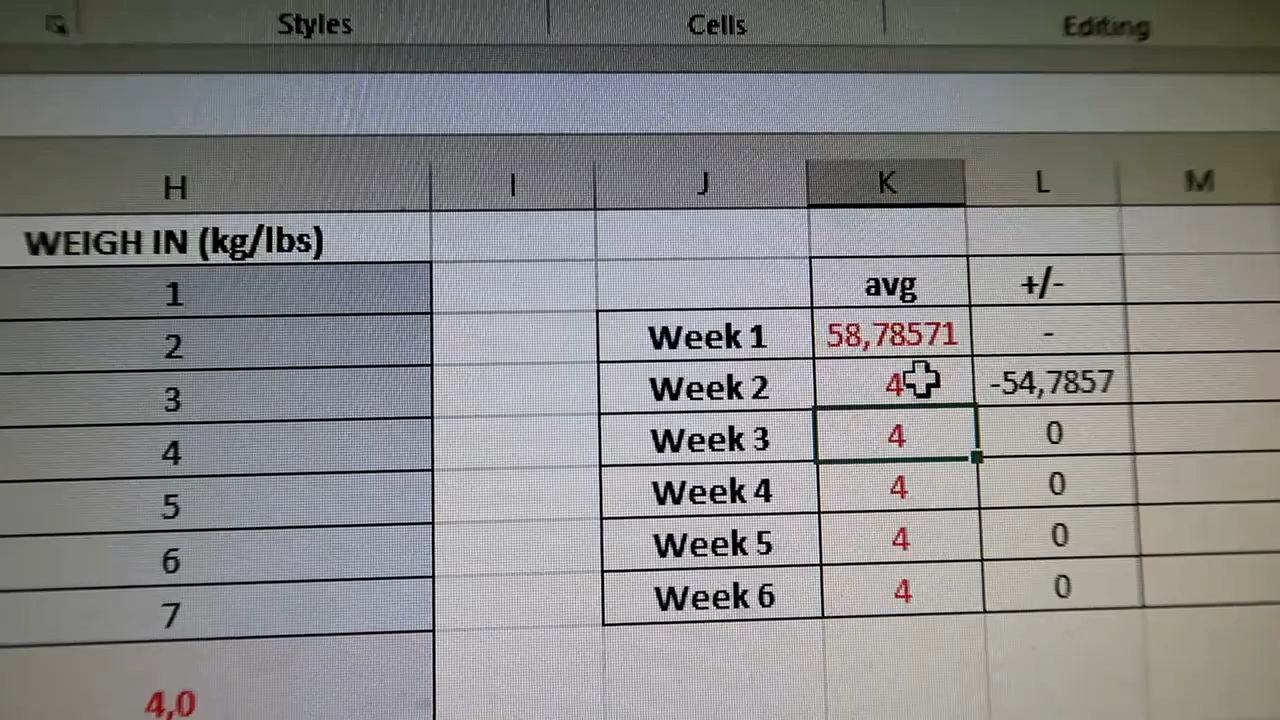 Styles Cells Editing
H I J K L M
WEIGH IN (kg/lbs)
1 avg +/-
2 Week 1 58,78571 -
3 Week 2 4 -54,7857
4 Week 3 4 0
5 Week 4 4 0
6 Week 5 4 0
7 Week 6 4 0
4,0